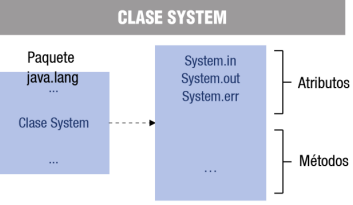 CLASE SYSTEM
Paquete
java.lang
...
Clase System
...
System.in
System.out
System.err
...
Atributos
Métodos